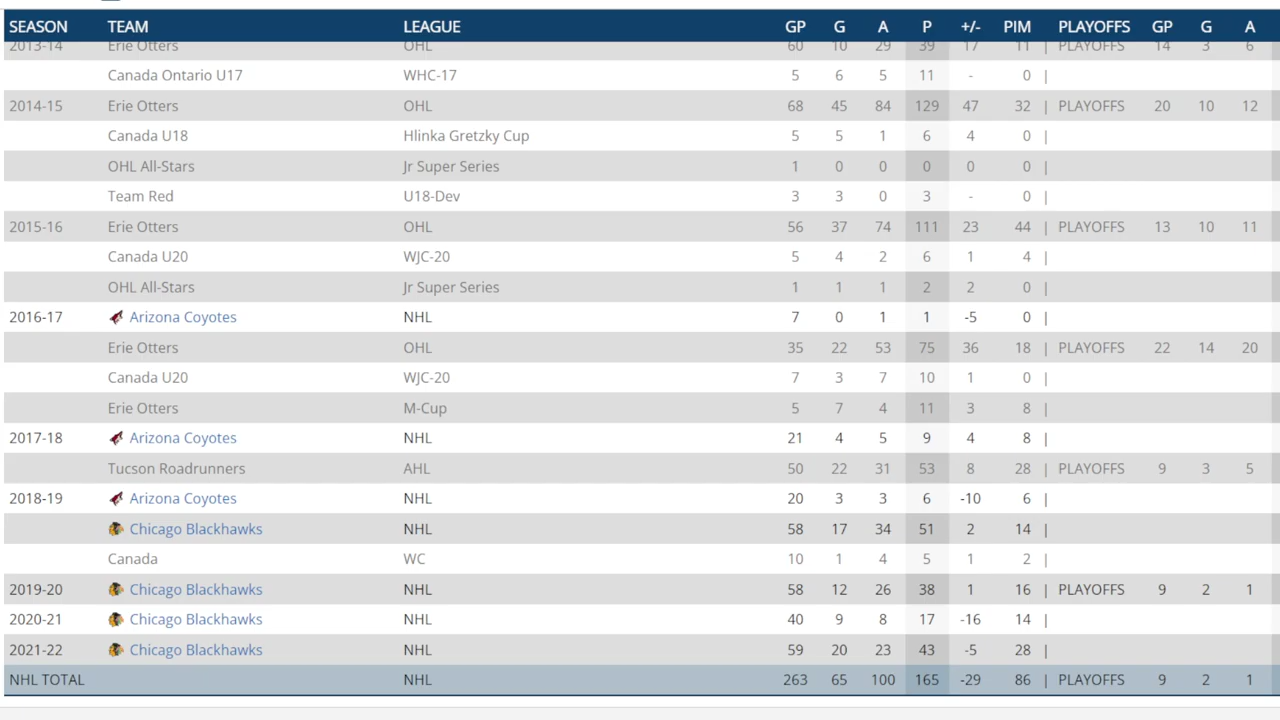 SEASON TEAM LEAGUE GP G A P +/- PIM PLAYOFFS GP G A
2013-14 Erie Otters OHL 60 10 29 39 17 11 | PLAYOFFS 14 3 6
Canada Ontario U17 WHC-17 5 6 5 11 - 0 |
2014-15 Erie Otters OHL 68 45 84 129 47 32 | PLAYOFFS 20 10 12
Canada U18 Hlinka Gretzky Cup 5 5 1 6 4 0 |
OHL All-Stars Jr Super Series 1 0 0 0 0 0 |
Team Red U18-Dev 3 3 0 3 - 0 |
2015-16 Erie Otters OHL 56 37 74 111 23 44 | PLAYOFFS 13 10 11
Canada U20 WJC-20 5 4 2 6 1 4 |
OHL All-Stars Jr Super Series 1 1 1 2 2 0 |
2016-17 Arizona Coyotes NHL 7 0 1 1 -5 0 |
Erie Otters OHL 35 22 53 75 36 18 | PLAYOFFS 22 14 20
Canada U20 WJC-20 7 3 7 10 1 0 |
Erie Otters M-Cup 5 7 4 11 3 8 |
2017-18 Arizona Coyotes NHL 21 4 5 9 4 8 |
Tucson Roadrunners AHL 50 22 31 53 8 28 | PLAYOFFS 9 3 5
2018-19 Arizona Coyotes NHL 20 3 3 6 -10 6 |
Chicago Blackhawks NHL 58 17 34 51 2 14 |
Canada WC 10 1 4 5 1 2 |
2019-20 Chicago Blackhawks NHL 58 12 26 38 1 16 | PLAYOFFS 9 2 1
2020-21 Chicago Blackhawks NHL 40 9 8 17 -16 14 |
2021-22 Chicago Blackhawks NHL 59 20 23 43 -5 28 |
NHL TOTAL NHL 263 65 100 165 -29 86 | PLAYOFFS 9 2 1